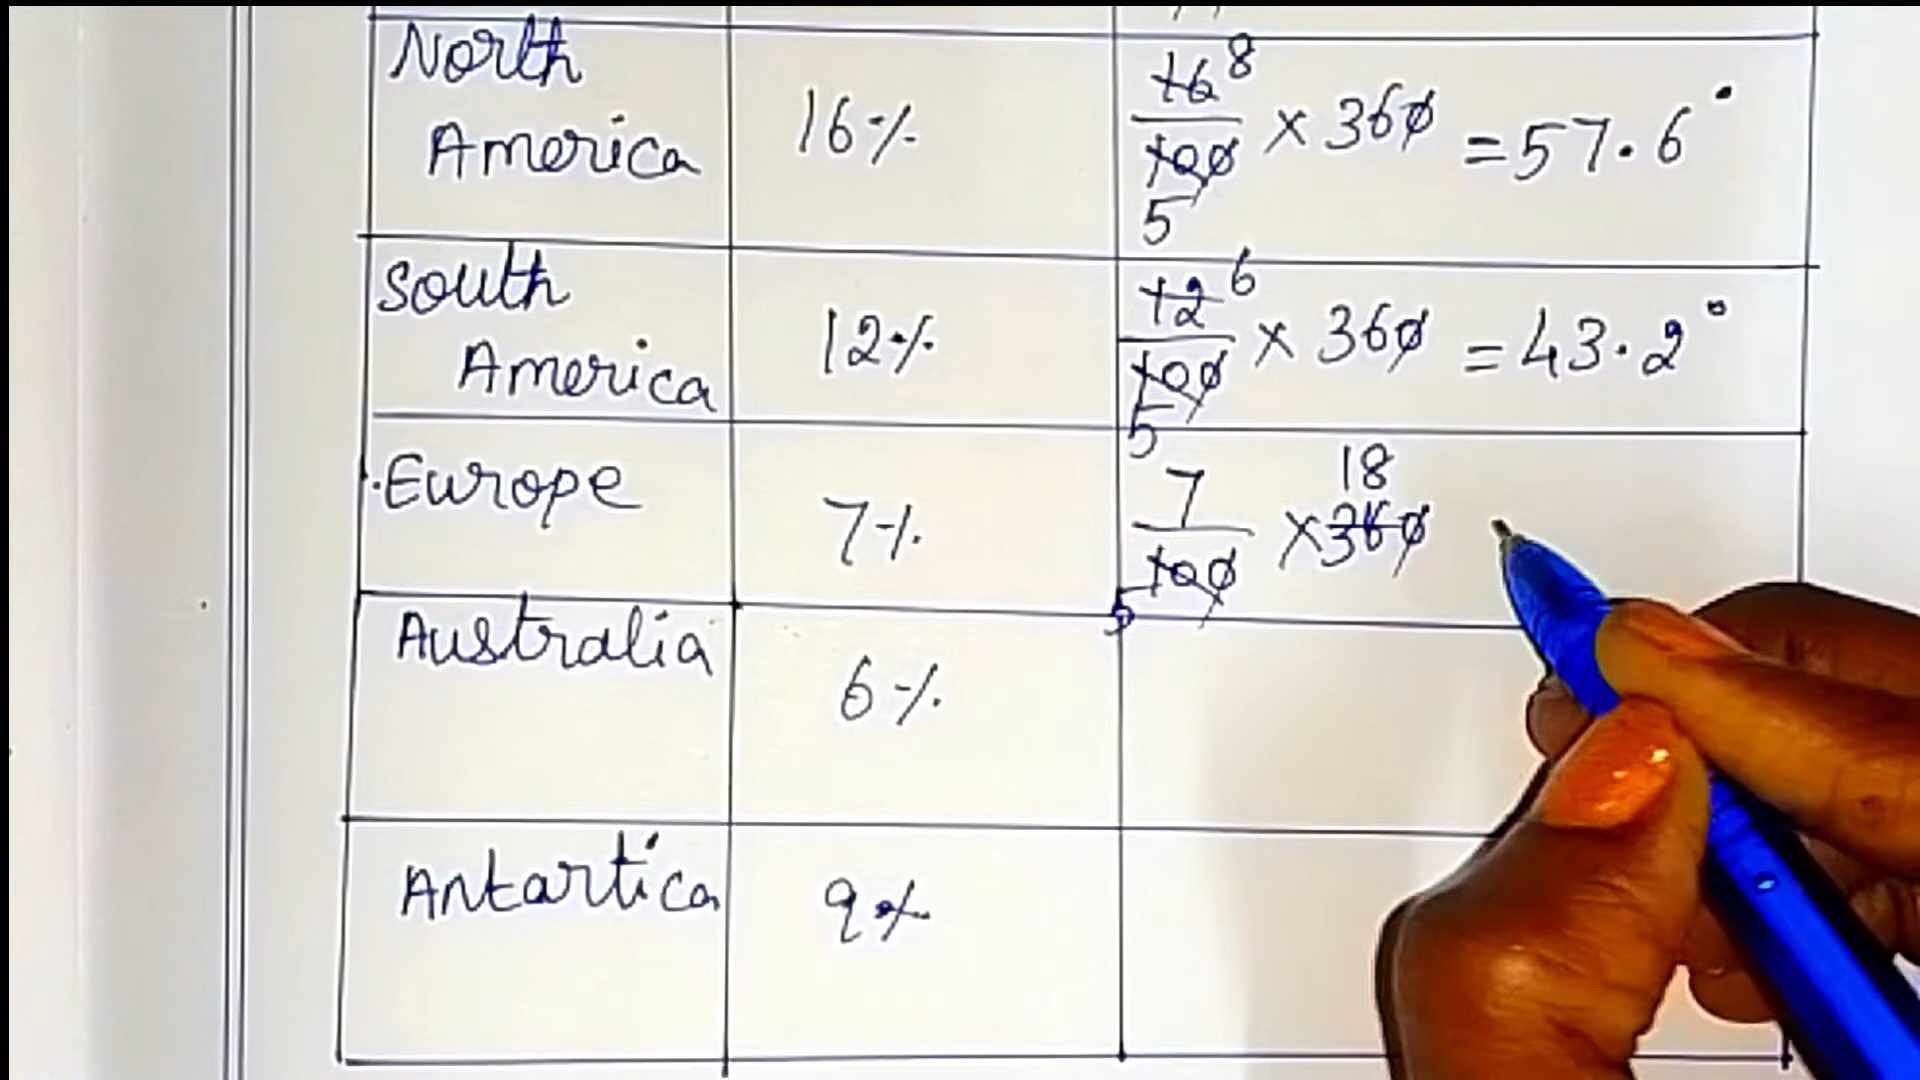 North
America
16%
16 8
100
5
× 360 = 57.6°
South
America
12%
12 6
100
5
× 360 = 43.2°
Europe
7%
7
100
5
18
× 360
Australia
6%
Antartica
9%